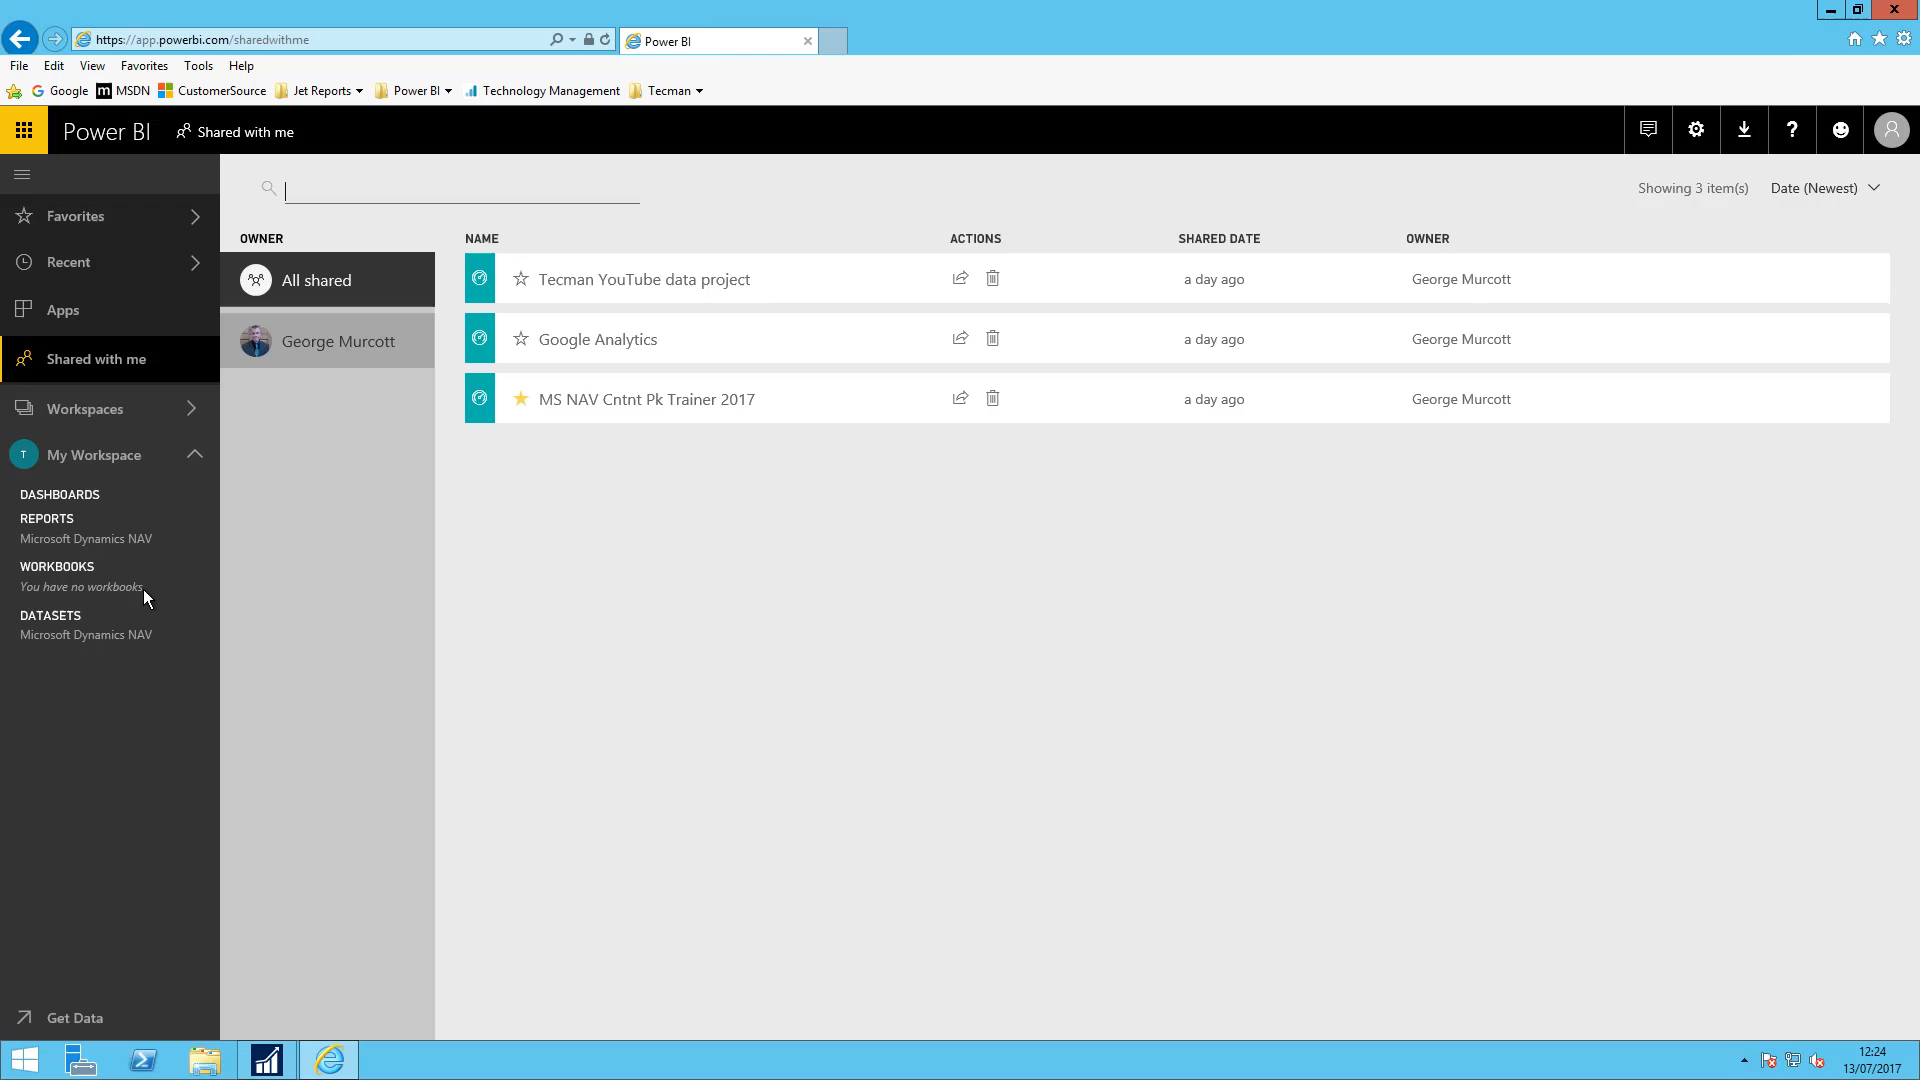 https://app.powerbi.com/sharedwithme
Power BI
File Edit View Favorites Tools Help
Google MSDN CustomerSource Jet Reports Power BI Technology Management Tecman
Power BI Shared with me
Showing 3 item(s) Date (Newest)
Favorites
Recent
Apps
Shared with me
Workspaces
T My Workspace
DASHBOARDS
REPORTS
Microsoft Dynamics NAV
WORKBOOKS
You have no workbooks
DATASETS
Microsoft Dynamics NAV
Get Data
OWNER
All shared
George Murcott
NAME ACTIONS SHARED DATE OWNER
Tecman YouTube data project a day ago George Murcott
Google Analytics a day ago George Murcott
MS NAV Cntnt Pk Trainer 2017 a day ago George Murcott
12:24
13/07/2017